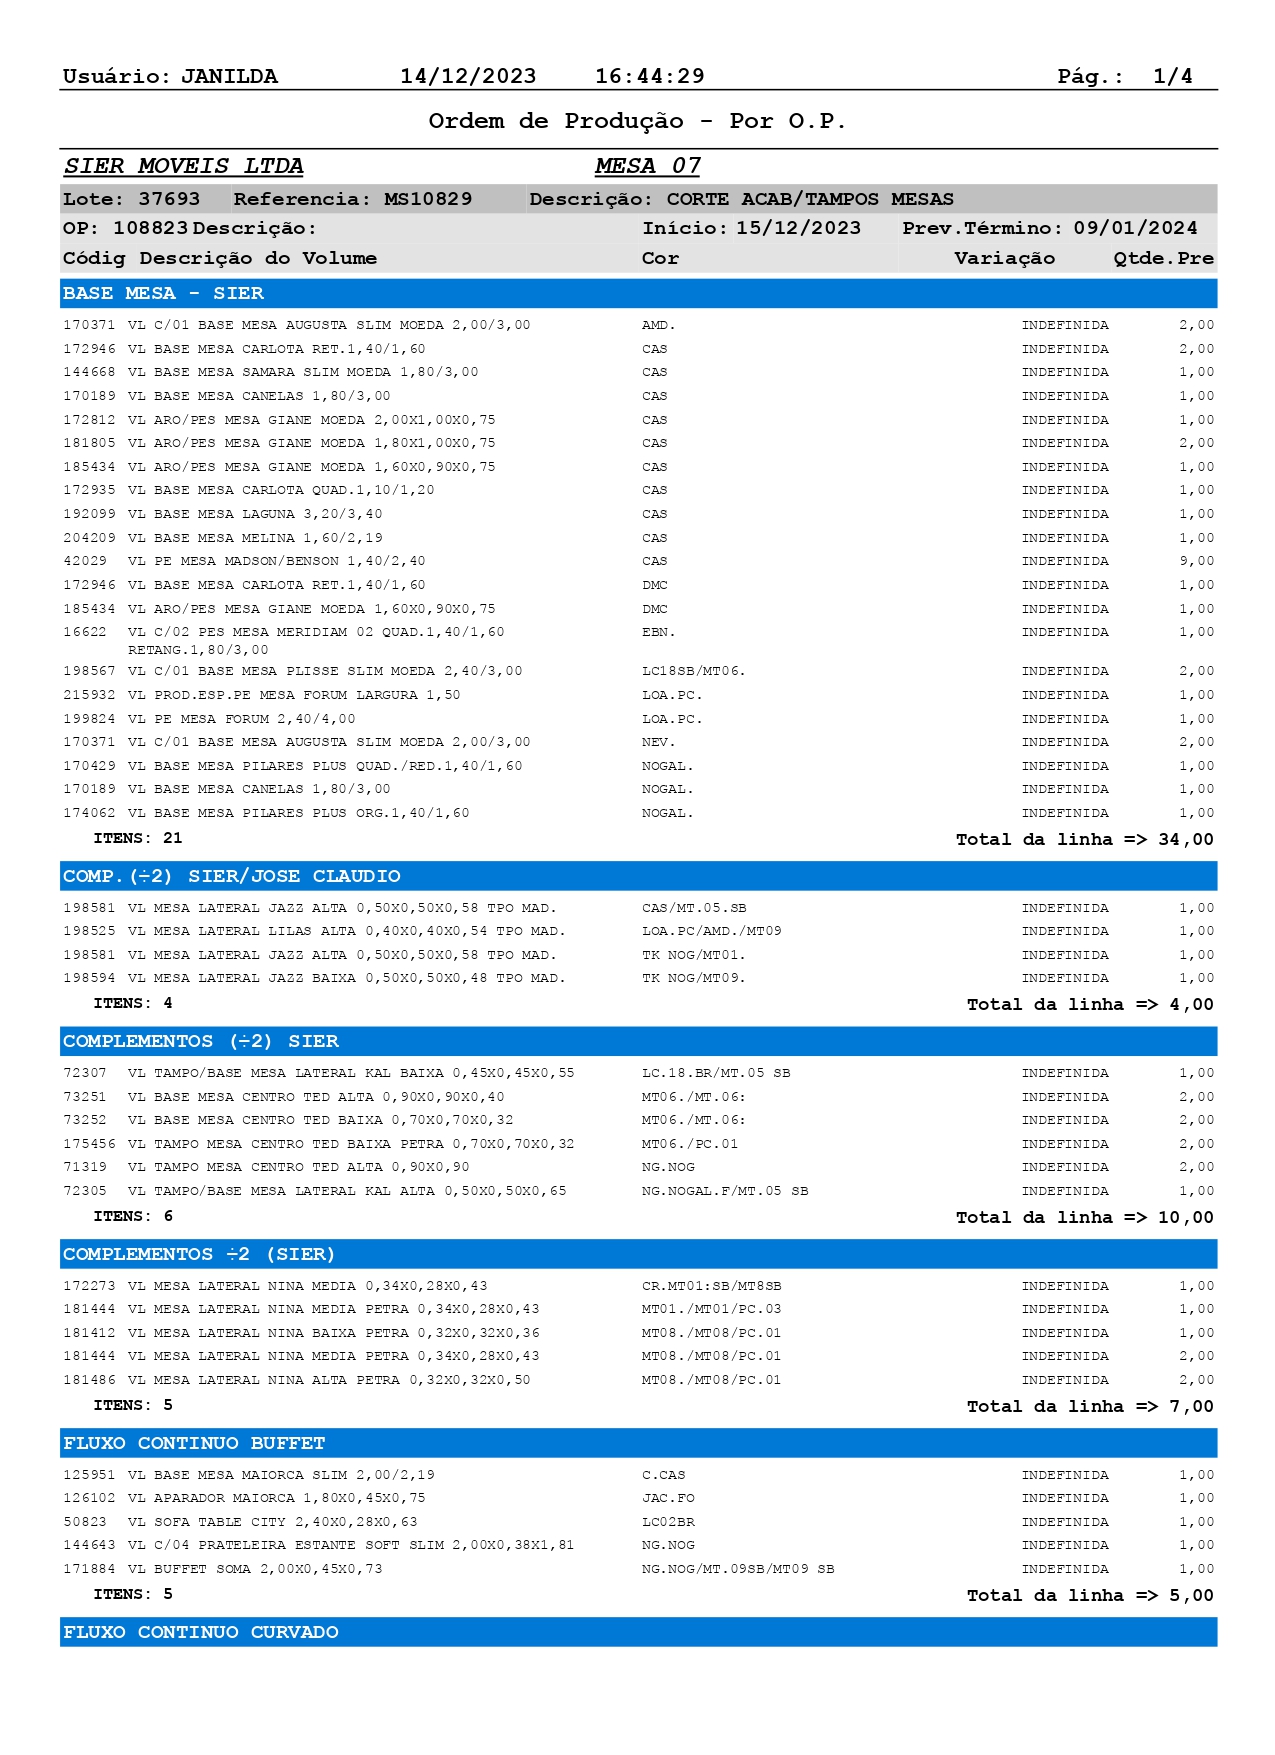 Usuário: JANILDA 14/12/2023 16:44:29 Pág.: 1/4
Ordem de Produção - Por O.P.
SIER MOVEIS LTDA MESA 07
Lote: 37693 Referencia: MS10829 Descrição: CORTE ACAB/TAMPOS MESAS
OP: 108823 Descrição: Início: 15/12/2023 Prev.Término: 09/01/2024
Códig Descrição do Volume Cor Variação Qtde.Pre
BASE MESA - SIER
170371 VL C/01 BASE MESA AUGUSTA SLIM MOEDA 2,00/3,00 AMD. INDEFINIDA 2,00
172946 VL BASE MESA CARLOTA RET.1,40/1,60 CAS INDEFINIDA 2,00
144668 VL BASE MESA SAMARA SLIM MOEDA 1,80/3,00 CAS INDEFINIDA 1,00
170189 VL BASE MESA CANELAS 1,80/3,00 CAS INDEFINIDA 1,00
172812 VL ARO/PES MESA GIANE MOEDA 2,00X1,00X0,75 CAS INDEFINIDA 1,00
181805 VL ARO/PES MESA GIANE MOEDA 1,80X1,00X0,75 CAS INDEFINIDA 2,00
185434 VL ARO/PES MESA GIANE MOEDA 1,60X0,90X0,75 CAS INDEFINIDA 1,00
172935 VL BASE MESA CARLOTA QUAD.1,10/1,20 CAS INDEFINIDA 1,00
192099 VL BASE MESA LAGUNA 3,20/3,40 CAS INDEFINIDA 1,00
204209 VL BASE MESA MELINA 1,60/2,19 CAS INDEFINIDA 1,00
42029 VL PE MESA MADSON/BENSON 1,40/2,40 CAS INDEFINIDA 9,00
172946 VL BASE MESA CARLOTA RET.1,40/1,60 DMC INDEFINIDA 1,00
185434 VL ARO/PES MESA GIANE MOEDA 1,60X0,90X0,75 DMC INDEFINIDA 1,00
16622 VL C/02 PES MESA MERIDIAM 02 QUAD.1,40/1,60 EBN. INDEFINIDA 1,00
RETANG.1,80/3,00
198567 VL C/01 BASE MESA PLISSE SLIM MOEDA 2,40/3,00 LC18SB/MT06. INDEFINIDA 2,00
215932 VL PROD.ESP.PE MESA FORUM LARGURA 1,50 LOA.PC. INDEFINIDA 1,00
199824 VL PE MESA FORUM 2,40/4,00 LOA.PC. INDEFINIDA 1,00
170371 VL C/01 BASE MESA AUGUSTA SLIM MOEDA 2,00/3,00 NEV. INDEFINIDA 2,00
170429 VL BASE MESA PILARES PLUS QUAD./RED.1,40/1,60 NOGAL. INDEFINIDA 1,00
170189 VL BASE MESA CANELAS 1,80/3,00 NOGAL. INDEFINIDA 1,00
174062 VL BASE MESA PILARES PLUS ORG.1,40/1,60 NOGAL. INDEFINIDA 1,00
ITENS: 21 Total da linha => 34,00
COMP.(÷2) SIER/JOSE CLAUDIO
198581 VL MESA LATERAL JAZZ ALTA 0,50X0,50X0,58 TPO MAD. CAS/MT.05.SB INDEFINIDA 1,00
198525 VL MESA LATERAL LILAS ALTA 0,40X0,40X0,54 TPO MAD. LOA.PC/AMD./MT09 INDEFINIDA 1,00
198581 VL MESA LATERAL JAZZ ALTA 0,50X0,50X0,58 TPO MAD. TK NOG/MT01. INDEFINIDA 1,00
198594 VL MESA LATERAL JAZZ BAIXA 0,50X0,50X0,48 TPO MAD. TK NOG/MT09. INDEFINIDA 1,00
ITENS: 4 Total da linha => 4,00
COMPLEMENTOS (÷2) SIER
72307 VL TAMPO/BASE MESA LATERAL KAL BAIXA 0,45X0,45X0,55 LC.18.BR/MT.05 SB INDEFINIDA 1,00
73251 VL BASE MESA CENTRO TED ALTA 0,90X0,90X0,40 MT06./MT.06: INDEFINIDA 2,00
73252 VL BASE MESA CENTRO TED BAIXA 0,70X0,70X0,32 MT06./MT.06: INDEFINIDA 2,00
175456 VL TAMPO MESA CENTRO TED BAIXA PETRA 0,70X0,70X0,32 MT06./PC.01 INDEFINIDA 2,00
71319 VL TAMPO MESA CENTRO TED ALTA 0,90X0,90 NG.NOG INDEFINIDA 2,00
72305 VL TAMPO/BASE MESA LATERAL KAL ALTA 0,50X0,50X0,65 NG.NOGAL.F/MT.05 SB INDEFINIDA 1,00
ITENS: 6 Total da linha => 10,00
COMPLEMENTOS ÷2 (SIER)
172273 VL MESA LATERAL NINA MEDIA 0,34X0,28X0,43 CR.MT01:SB/MT8SB INDEFINIDA 1,00
181444 VL MESA LATERAL NINA MEDIA PETRA 0,34X0,28X0,43 MT01./MT01/PC.03 INDEFINIDA 1,00
181412 VL MESA LATERAL NINA BAIXA PETRA 0,32X0,32X0,36 MT08./MT08/PC.01 INDEFINIDA 1,00
181444 VL MESA LATERAL NINA MEDIA PETRA 0,34X0,28X0,43 MT08./MT08/PC.01 INDEFINIDA 2,00
181486 VL MESA LATERAL NINA ALTA PETRA 0,32X0,32X0,50 MT08./MT08/PC.01 INDEFINIDA 2,00
ITENS: 5 Total da linha => 7,00
FLUXO CONTINUO BUFFET
125951 VL BASE MESA MAIORCA SLIM 2,00/2,19 C.CAS INDEFINIDA 1,00
126102 VL APARADOR MAIORCA 1,80X0,45X0,75 JAC.FO INDEFINIDA 1,00
50823 VL SOFA TABLE CITY 2,40X0,28X0,63 LC02BR INDEFINIDA 1,00
144643 VL C/04 PRATELEIRA ESTANTE SOFT SLIM 2,00X0,38X1,81 NG.NOG INDEFINIDA 1,00
171884 VL BUFFET SOMA 2,00X0,45X0,73 NG.NOG/MT.09SB/MT09 SB INDEFINIDA 1,00
ITENS: 5 Total da linha => 5,00
FLUXO CONTINUO CURVADO